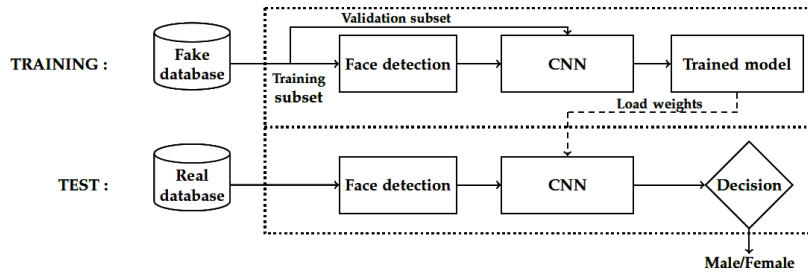 Validation subset
Fake
database
TRAINING :
Training
subset
Face detection
CNN
Trained model
Load weights
TEST :
Real
database
Face detection
CNN
Decision
Male/Female